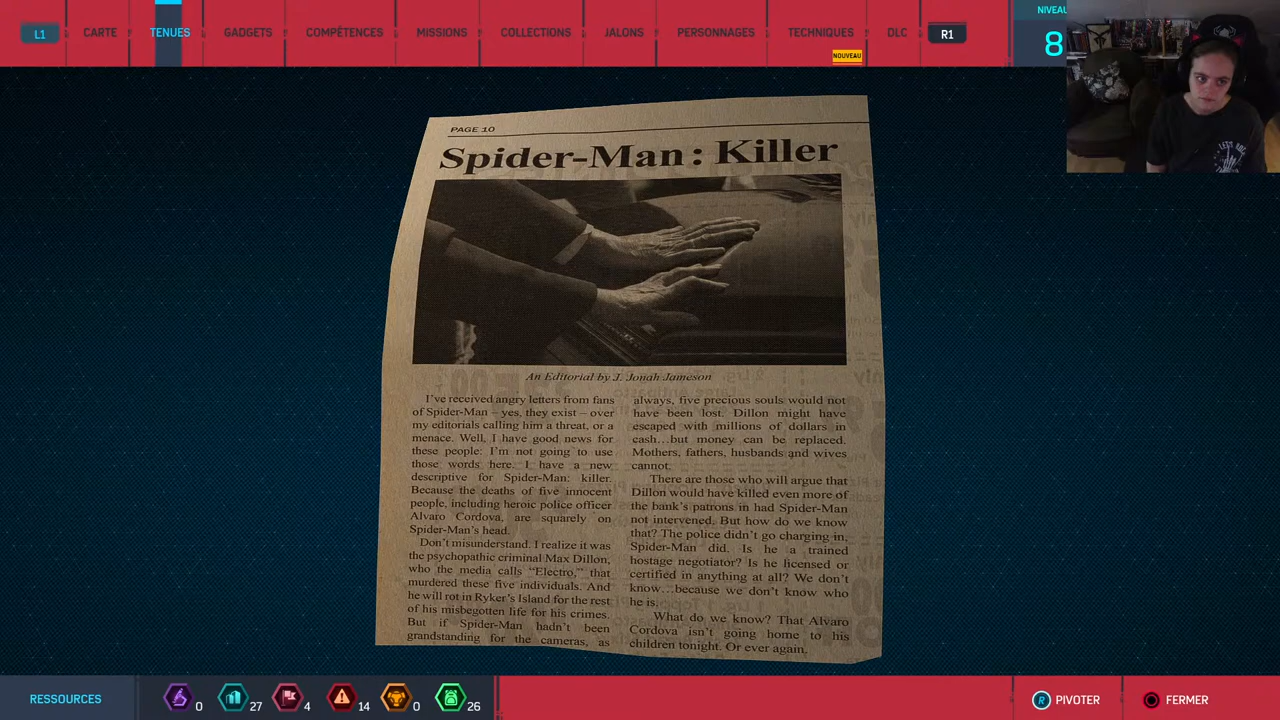 L1 CARTE TENUES GADGETS COMPÉTENCES MISSIONS COLLECTIONS JALONS PERSONNAGES TECHNIQUES DLC R1
NOUVEAU
NIVEAU
8
PAGE 10
Spider-Man: Killer
An Editorial by J. Jonah Jameson
I've received angry letters from fans
of Spider-Man – yes, they exist – over
my editorials calling him a threat, or a
menace. Well, I have good news for
these people: I'm not going to use
those words here. I have a new
descriptive for Spider-Man: killer.
Because the deaths of five innocent
people, including heroic police officer
Alvaro Cordova, are squarely on
Spider-Man's head.
Don't misunderstand. I realize it was
the psychopathic criminal Max Dillon,
who the media calls “Electro,” that
murdered these five individuals. And
he will rot in Ryker's Island for the rest
of his misbegotten life for his crimes.
But if Spider-Man hadn't been
grandstanding for the cameras, as
always, five precious souls would not
have been lost. Dillon might have
escaped with millions of dollars in
cash…but money can be replaced.
Mothers, fathers, husbands and wives
cannot.
There are those who will argue that
Dillon would have killed even more of
the bank's patrons in had Spider-Man
not intervened. But how do we know
that? The police didn't go charging in,
Spider-Man did. Is he a trained
hostage negotiator? Is he licensed or
certified in anything at all? We don't
know…because we don't know who
he is.
What do we know? That Alvaro
Cordova isn't going home to his
children tonight. Or ever again.
RESSOURCES 0 27 4 14 0 26
R PIVOTER FERMER